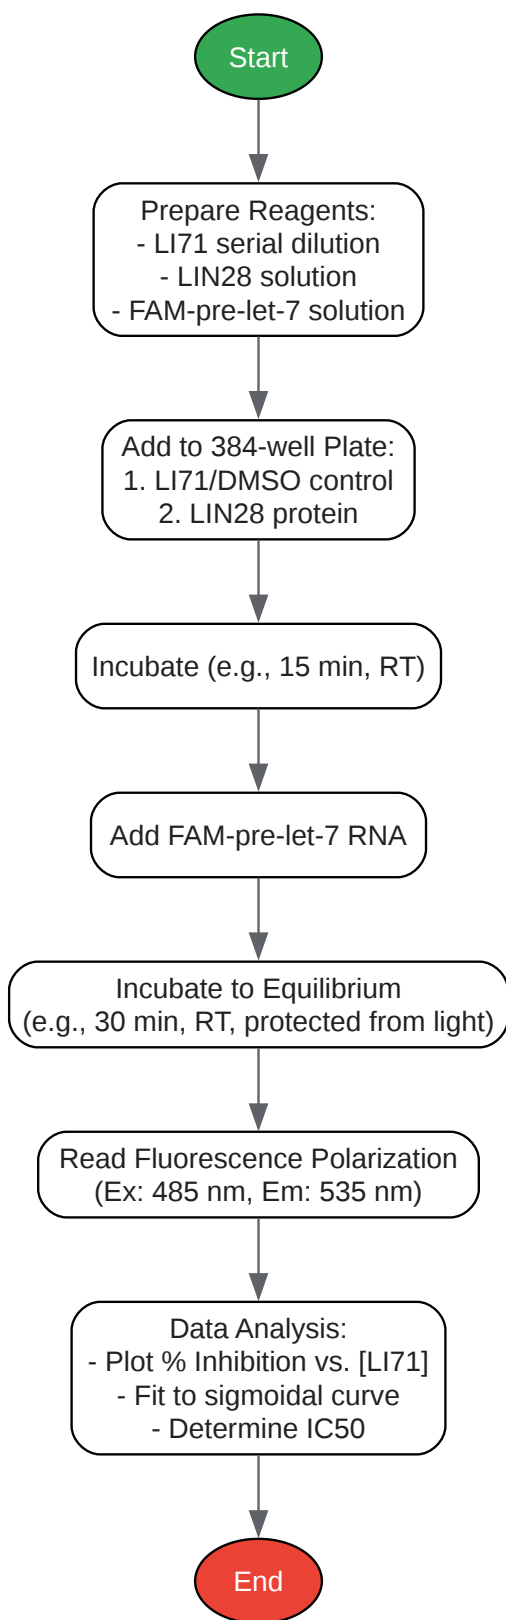 Start
Prepare Reagents:
- LI71 serial dilution
- LIN28 solution
- FAM-pre-let-7 solution
Add to 384-well Plate:
1. LI71/DMSO control
2. LIN28 protein
Incubate (e.g., 15 min, RT)
Add FAM-pre-let-7 RNA
Incubate to Equilibrium
(e.g., 30 min, RT, protected from light)
Read Fluorescence Polarization
(Ex: 485 nm, Em: 535 nm)
Data Analysis:
- Plot % Inhibition vs. [LI71]
- Fit to sigmoidal curve
- Determine IC50
End